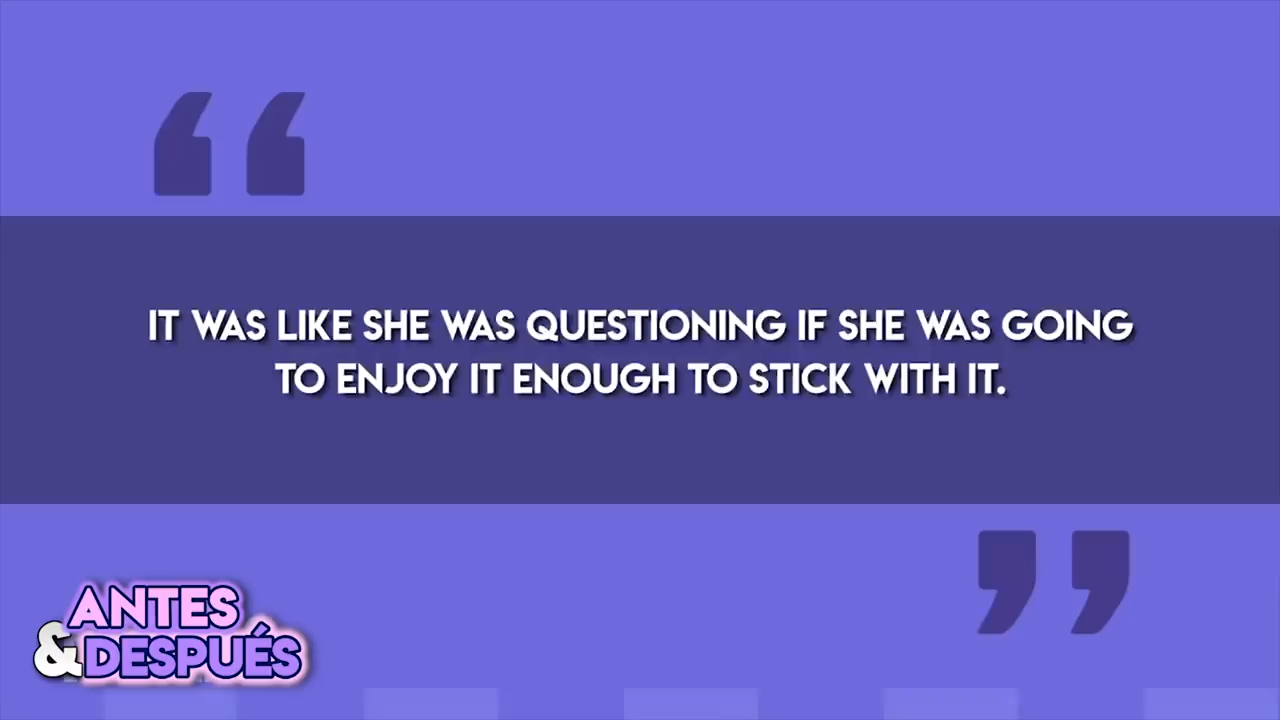 IT WAS LIKE SHE WAS QUESTIONING IF SHE WAS GOING
TO ENJOY IT ENOUGH TO STICK WITH IT.
ANTES
&DESPUÉS